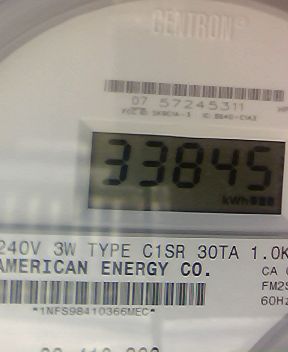 CENTRON®
07 57245311
33845
kWh
240V 3W TYPE C1SR 30TA 1.0K
AMERICAN ENERGY CO.
CA
FM2S
60Hz
*1NFS98410366MEC*